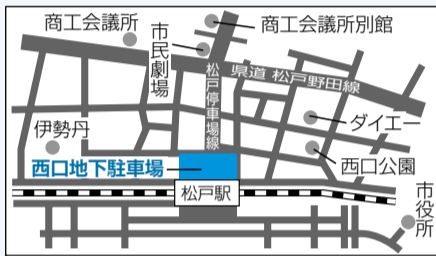 商工会議所
商工会議所別館
市民劇場
松戸停車場線
県道 松戸野田線
ダイエー
伊勢丹
西口公園
西口地下駐車場
松戸駅
市役所